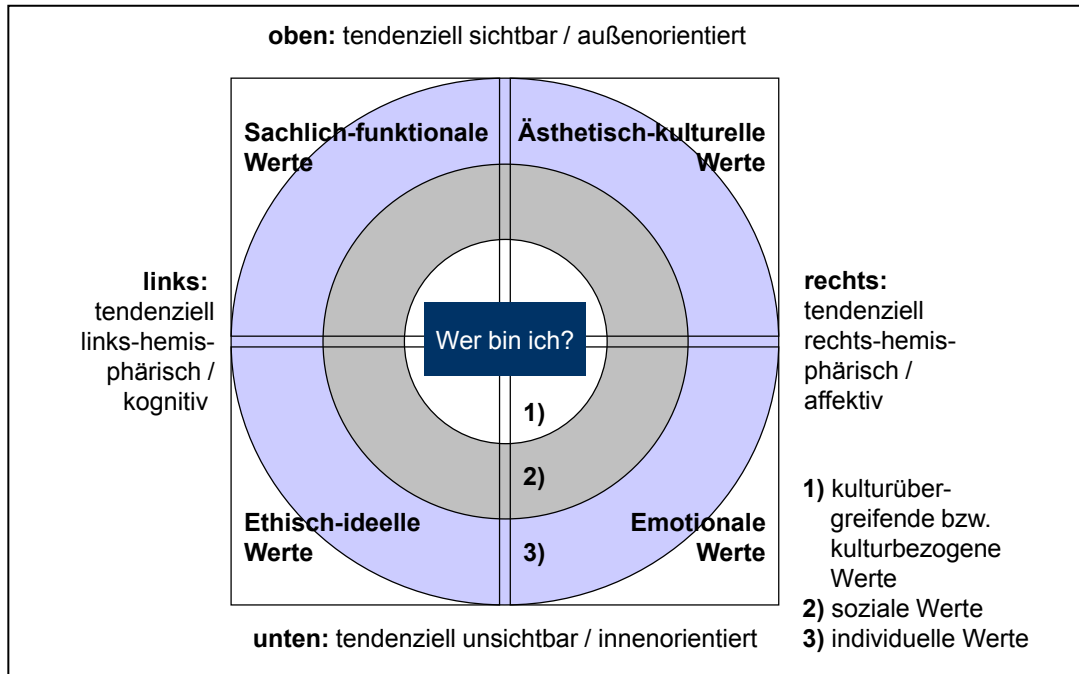 oben: tendenziell sichtbar / außenorientiert
Sachlich-funktionale
Werte
Ästhetisch-kulturelle
Werte
links:
tendenziell
links-hemis-
phärisch /
kognitiv
Wer bin ich?
rechts:
tendenziell
rechts-hemis-
phärisch /
affektiv
1)
2)
3)
Ethisch-ideelle
Werte
Emotionale
Werte
1) kulturüber-
greifende bzw.
kulturbezogene
Werte
2) soziale Werte
3) individuelle Werte
unten: tendenziell unsichtbar / innenorientiert